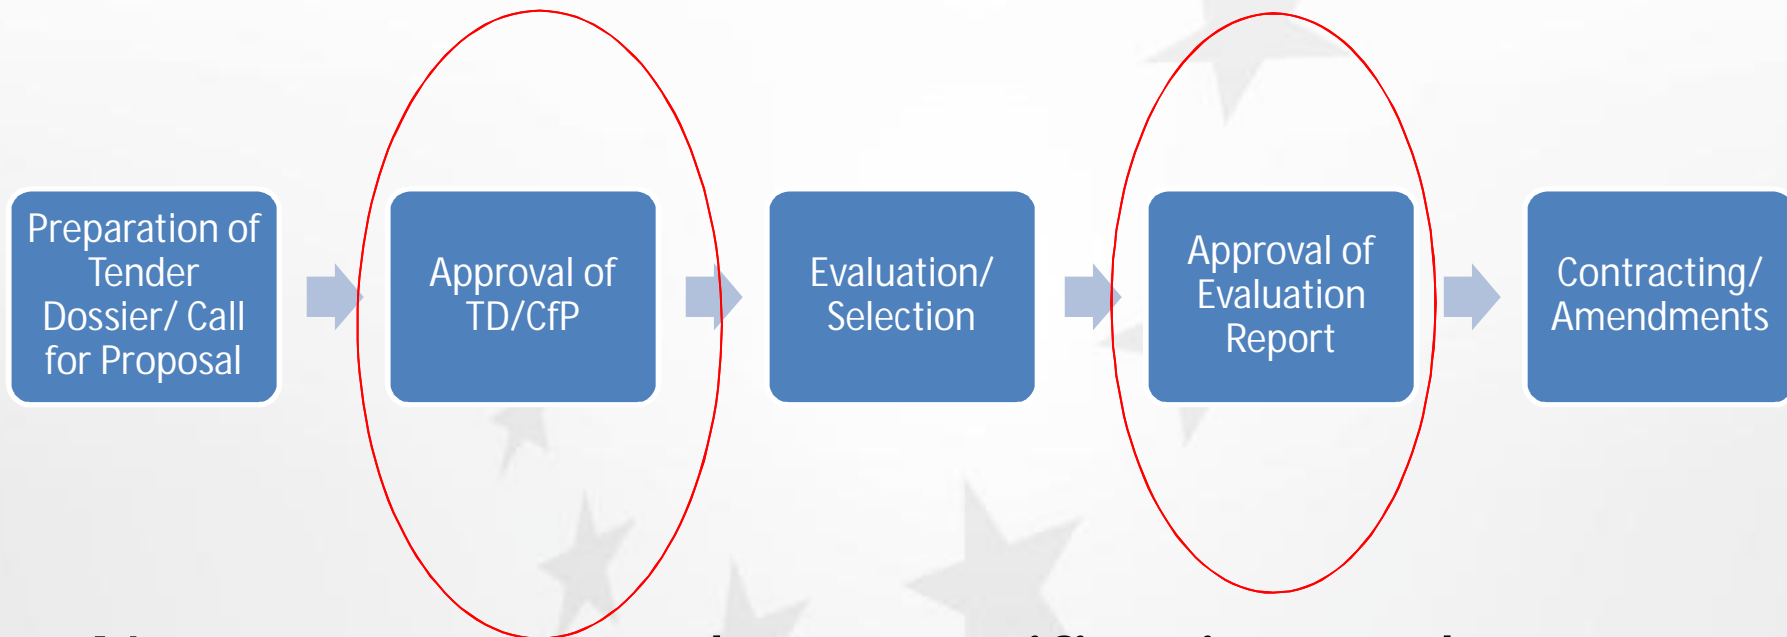 Preparation of
Tender
Dossier/ Call
for Proposal
Approval of
TD/CfP
Evaluation/
Selection
Approval of
Evaluation
Report
Contracting/
Amendments